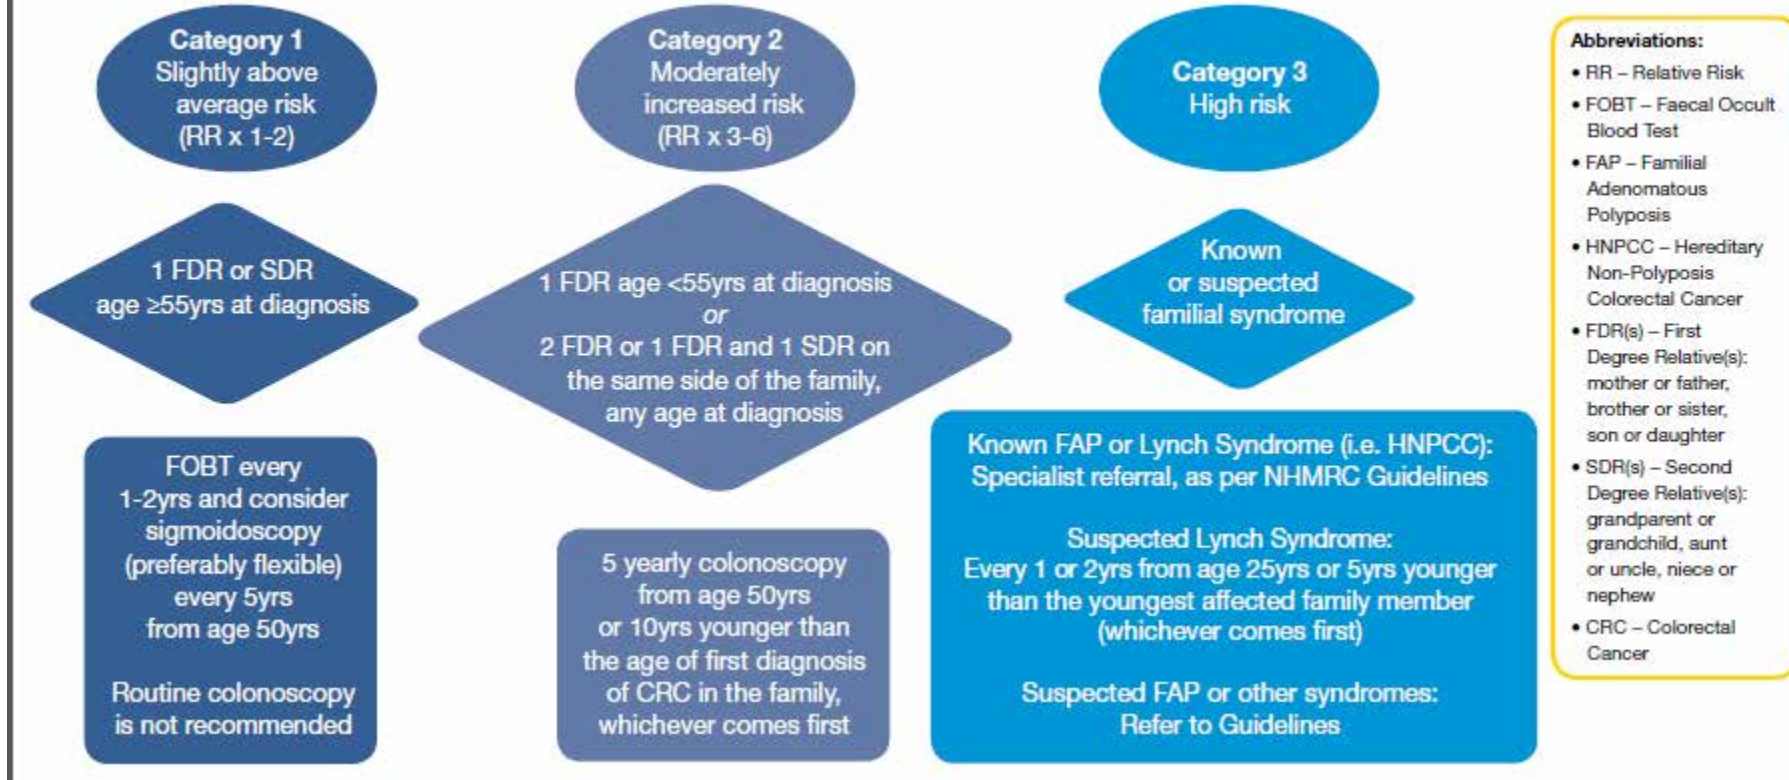 Category 1
Slightly above
average risk
(RR x 1-2)
1 FDR or SDR
age ≥55yrs at diagnosis
FOBT every
1-2yrs and consider
sigmoidoscopy
(preferably flexible)
every 5yrs
from age 50yrs
Routine colonoscopy
is not recommended
Category 2
Moderately
increased risk
(RR x 3-6)
1 FDR age <55yrs at diagnosis
or
2 FDR or 1 FDR and 1 SDR on
the same side of the family,
any age at diagnosis
5 yearly colonoscopy
from age 50yrs
or 10yrs younger than
the age of first diagnosis
of CRC in the family,
whichever comes first
Category 3
High risk
Known
or suspected
familial syndrome
Known FAP or Lynch Syndrome (i.e. HNPCC):
Specialist referral, as per NHMRC Guidelines
Suspected Lynch Syndrome:
Every 1 or 2yrs from age 25yrs or 5yrs younger
than the youngest affected family member
(whichever comes first)
Suspected FAP or other syndromes:
Refer to Guidelines
Abbreviations:
• RR – Relative Risk
• FOBT – Faecal Occult
Blood Test
• FAP – Familial
Adenomatous
Polyposis
• HNPCC – Hereditary
Non-Polyposis
Colorectal Cancer
• FDR(s) – First
Degree Relative(s):
mother or father,
brother or sister,
son or daughter
• SDR(s) – Second
Degree Relative(s):
grandparent or
grandchild, aunt
or uncle, niece or
nephew
• CRC – Colorectal
Cancer